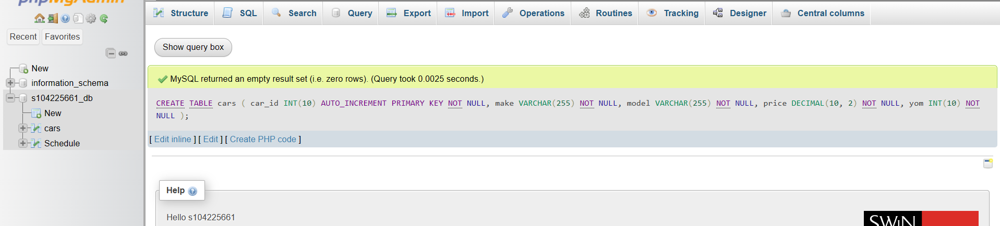 phpMyAdmin
Recent Favorites
New
information_schema
s104225661_db
New
cars
Schedule
Structure SQL Search Query Export Import Operations Routines Tracking Designer Central columns
Show query box
MySQL returned an empty result set (i.e. zero rows). (Query took 0.0025 seconds.)
CREATE TABLE cars ( car_id INT(10) AUTO_INCREMENT PRIMARY KEY NOT NULL, make VARCHAR(255) NOT NULL, model VARCHAR(255) NOT NULL, price DECIMAL(10, 2) NOT NULL, yom INT(10) NOT
NULL );
[ Edit inline ] [ Edit ] [ Create PHP code ]
Help
Hello s104225661
SWIN